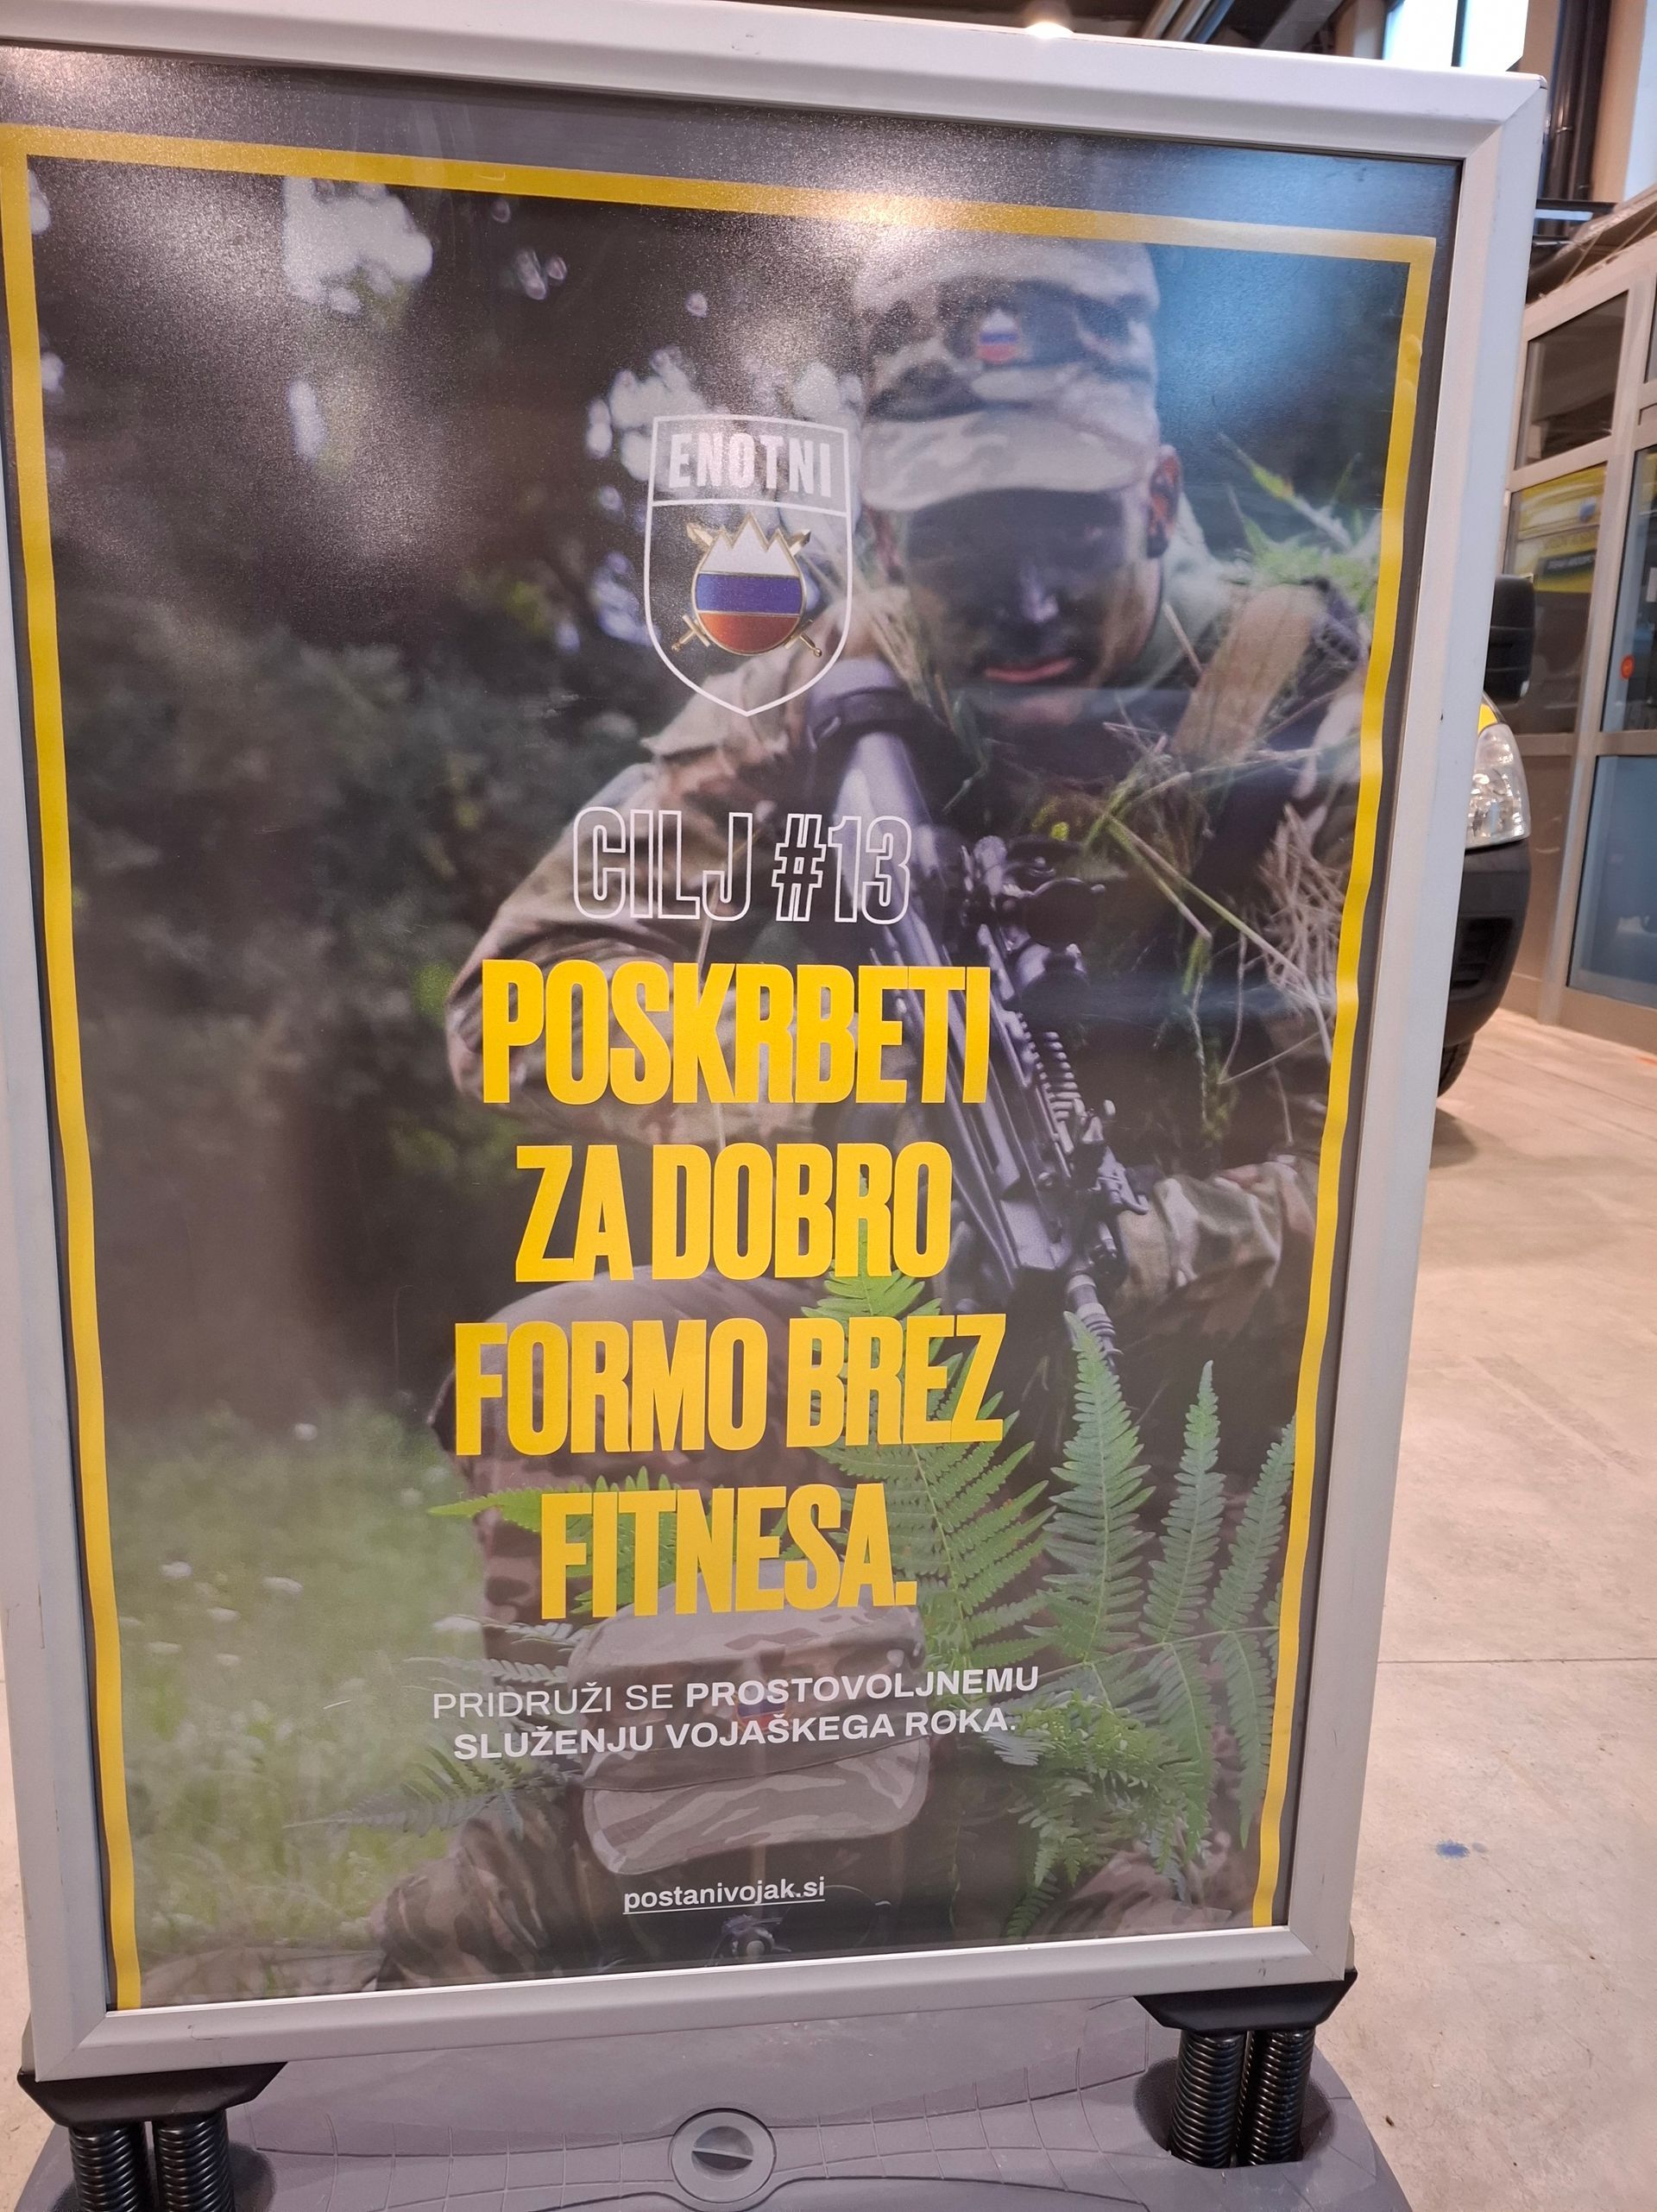 ENOTNI
CILJ #13
POSKRBETI
ZA DOBRO
FORMO BREZ
FITNESA.
PRIDRUŽI SE PROSTOVOLJNEMU
SLUŽENJU VOJAŠKEGA ROKA.
postanivojak.si